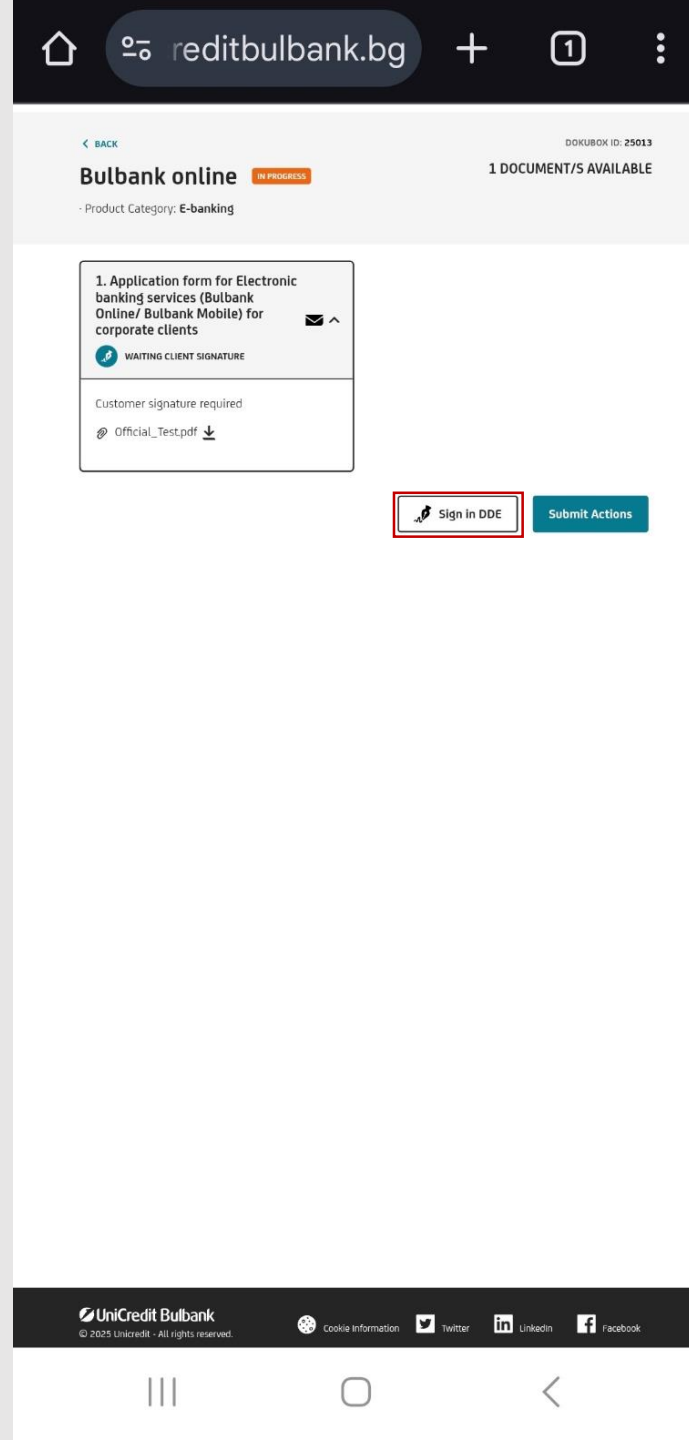 reditbulbank.bg
1
BACK
DOKUBOX ID: 25013
Bulbank online IN PROGRESS
1 DOCUMENT/S AVAILABLE
· Product Category: E-banking
1. Application form for Electronic
banking services (Bulbank
Online/ Bulbank Mobile) for
corporate clients
WAITING CLIENT SIGNATURE
Customer signature required
Official_Test.pdf
Sign in DDE
Submit Actions
UniCredit Bulbank
© 2025 Unicredit - All rights reserved.
Cookie Information
Twitter
LinkedIn
Facebook